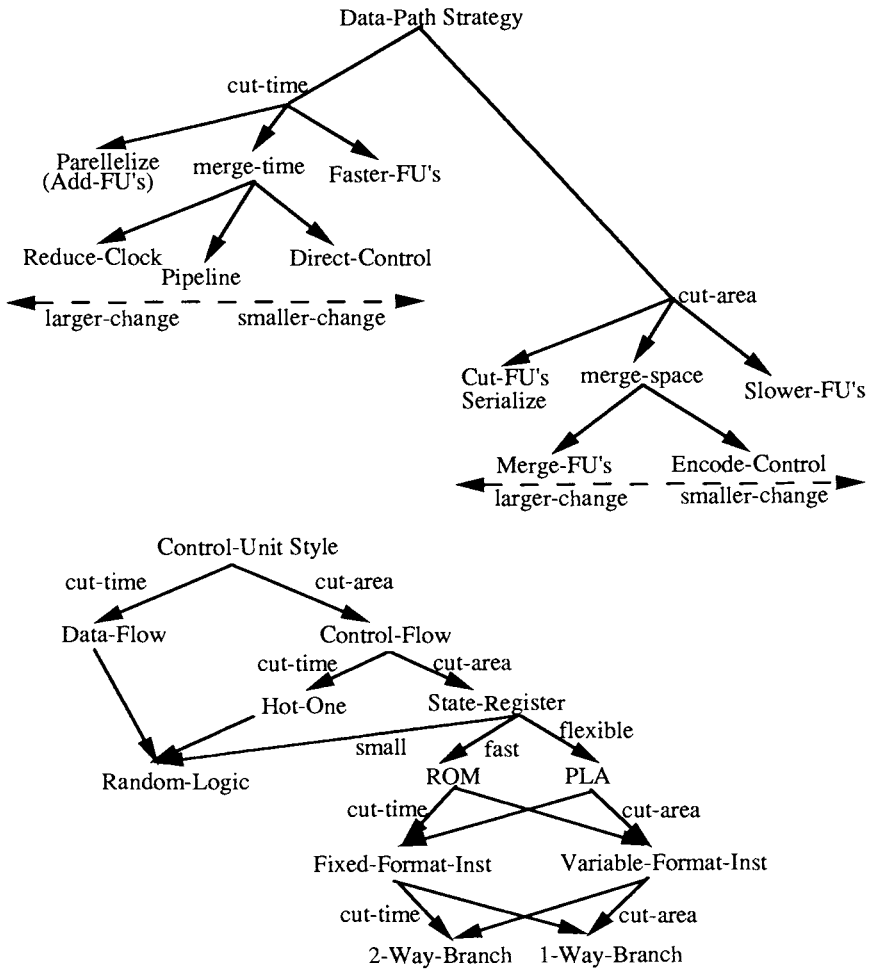 Data-Path Strategy
cut-time
Parellelize
(Add-FU's)
merge-time
Faster-FU's
Reduce-Clock
Pipeline
Direct-Control
larger-change
smaller-change
cut-area
Cut-FU's
Serialize
merge-space
Slower-FU's
Merge-FU's
Encode-Control
larger-change
smaller-change
Control-Unit Style
cut-time
cut-area
Data-Flow
Control-Flow
cut-time
cut-area
Hot-One
State-Register
small
fast
flexible
Random-Logic
ROM
PLA
cut-time
cut-area
Fixed-Format-Inst
Variable-Format-Inst
cut-time
cut-area
2-Way-Branch
1-Way-Branch